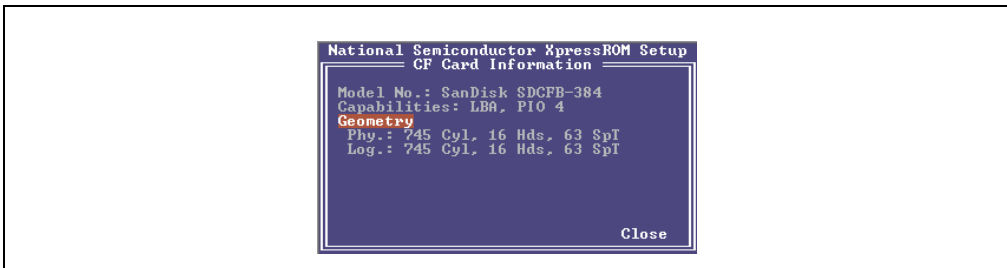 National Semiconductor XpressROM Setup
CF Card Information
Model No.: SanDisk SDCFB-384
Capabilities: LBA, PIO 4
Geometry
Phy.: 745 Cyl, 16 Hds, 63 SpT
Log.: 745 Cyl, 16 Hds, 63 SpT
Close